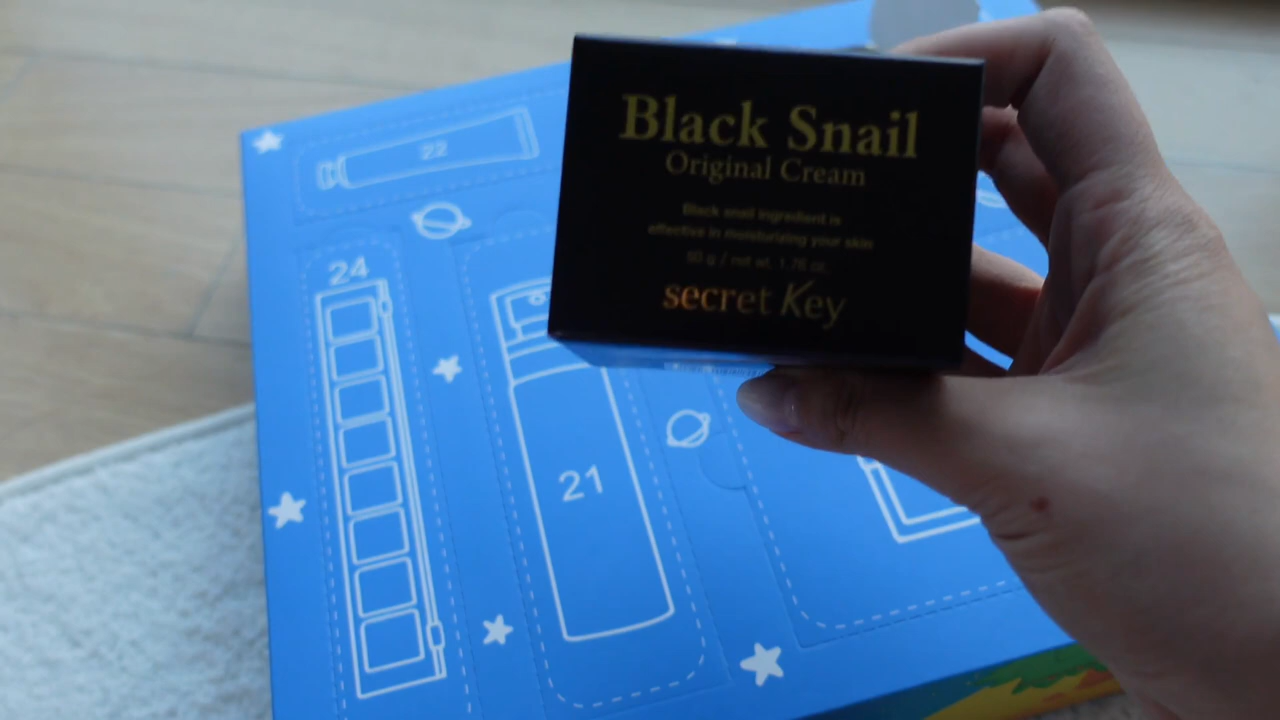 Black Snail
Original Cream
Black snail ingredient is
effective in moisturizing your skin
50 g / net wt. 1.76 oz.
secret Key
22
24
21